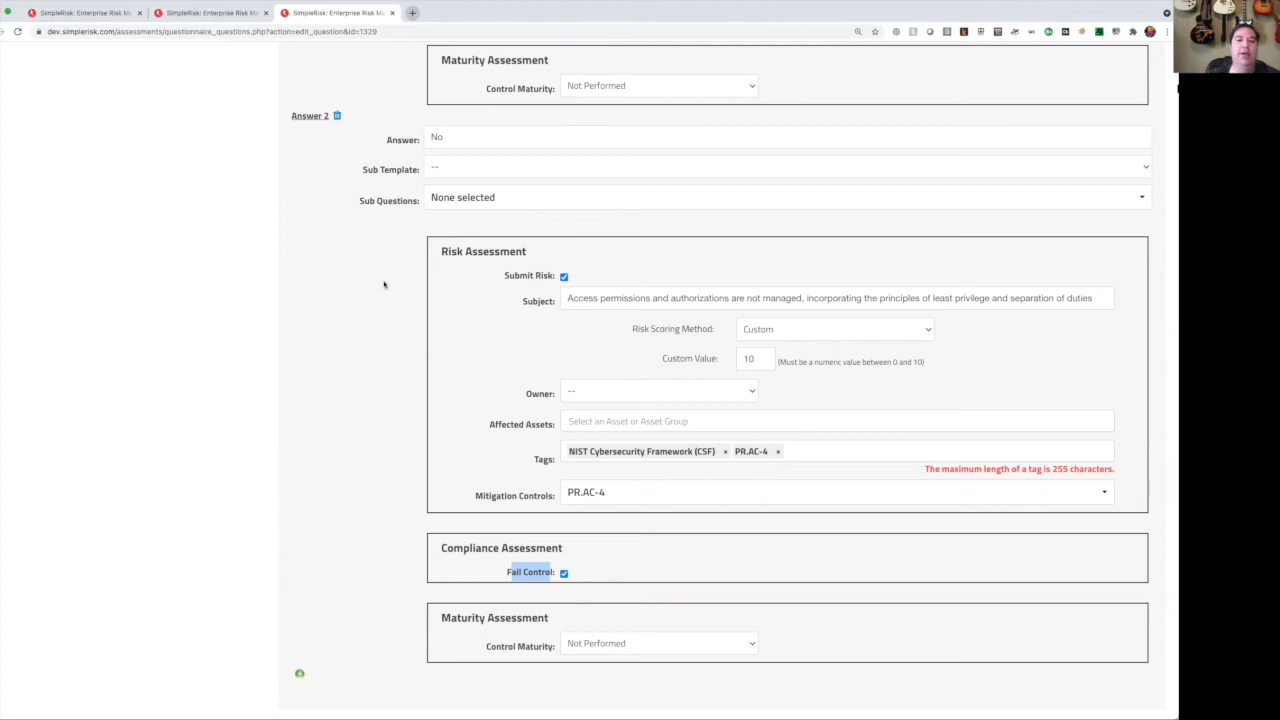 SimpleRisk: Enterprise Risk M
SimpleRisk: Enterprise Risk M
SimpleRisk: Enterprise Risk M
dev.simplerisk.com/assessments/questionnaire_questions.php?action=edit_question&id=1329
Maturity Assessment
Control Maturity: Not Performed
Answer 2
Answer: No
Sub Template: --
Sub Questions: None selected
Risk Assessment
Submit Risk:
Subject: Access permissions and authorizations are not managed, incorporating the principles of least privilege and separation of duties
Risk Scoring Method: Custom
Custom Value: 10 (Must be a numeric value between 0 and 10)
Owner: --
Affected Assets: Select an Asset or Asset Group
Tags: NIST Cybersecurity Framework (CSF) × PR.AC-4 ×
The maximum length of a tag is 255 characters.
Mitigation Controls: PR.AC-4
Compliance Assessment
Fail Control:
Maturity Assessment
Control Maturity: Not Performed